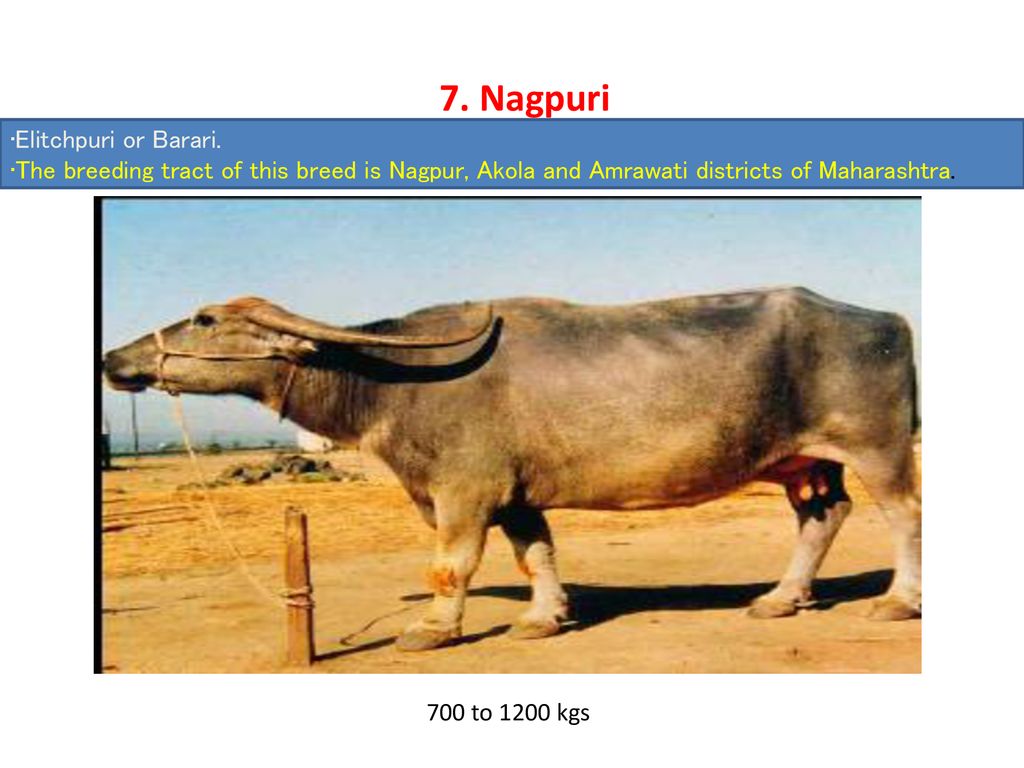 7. Nagpuri
·Elitchpuri or Barari.
·The breeding tract of this breed is Nagpur, Akola and Amrawati districts of Maharashtra.
700 to 1200 kgs